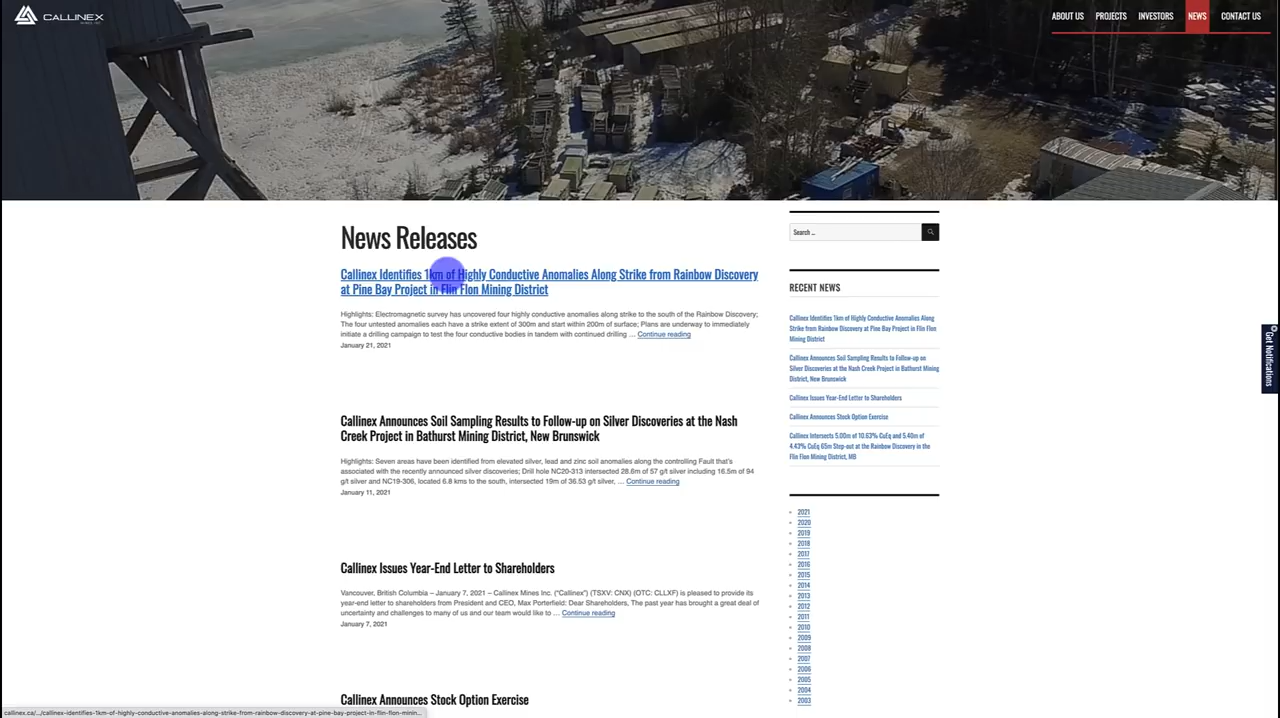 CALLINEX
ABOUT US
PROJECTS
INVESTORS
NEWS
CONTACT US
News Releases
Callinex Identifies 1km of Highly Conductive Anomalies Along Strike from Rainbow Discovery
at Pine Bay Project in Flin Flon Mining District
Highlights: Electromagnetic survey has uncovered four highly conductive anomalies along strike to the south of the Rainbow Discovery;
The four untested anomalies each have a strike extent of 300m and start within 200m of surface; Plans are underway to immediately
initiate a drilling campaign to test the four conductive bodies in tandem with continued drilling … Continue reading
January 21, 2021
Callinex Announces Soil Sampling Results to Follow-up on Silver Discoveries at the Nash
Creek Project in Bathurst Mining District, New Brunswick
Highlights: Seven areas have been identified from elevated silver, lead and zinc soil anomalies along the controlling Fault that's
associated with the recently announced silver discoveries; Drill hole NC20-313 intersected 28.6m of 57 g/t silver including 16.5m of 94
g/t silver and NC19-306, located 6.8 kms to the south, intersected 19m of 36.53 g/t silver, … Continue reading
January 11, 2021
Callinex Issues Year-End Letter to Shareholders
Vancouver, British Columbia – January 7, 2021 – Callinex Mines Inc. ("Callinex") (TSXV: CNX) (OTC: CLLXF) is pleased to provide its
year-end letter to shareholders from President and CEO, Max Porterfield: Dear Shareholders, The past year has brought a great deal of
uncertainty and challenges to many of us and our team would like to … Continue reading
January 7, 2021
Callinex Announces Stock Option Exercise
Search ...
RECENT NEWS
Callinex Identifies 1km of Highly Conductive Anomalies Along
Strike from Rainbow Discovery at Pine Bay Project in Flin Flon
Mining District
Callinex Announces Soil Sampling Results to Follow-up on
Silver Discoveries at the Nash Creek Project in Bathurst Mining
District, New Brunswick
Callinex Issues Year-End Letter to Shareholders
Callinex Announces Stock Option Exercise
Callinex Intersects 5.00m of 10.63% CuEq and 5.40m of
4.43% CuEq 65m Step-out at the Rainbow Discovery in the
Flin Flon Mining District, MB
2021
2020
2019
2018
2017
2016
2015
2014
2013
2012
2011
2010
2009
2008
2007
2006
2005
2004
2003
Get Notifications
callinex.ca/.../callinex-identifies-1km-of-highly-conductive-anomalies-along-strike-from-rainbow-discovery-at-pine-bay-project-in-flin-flon-minin...